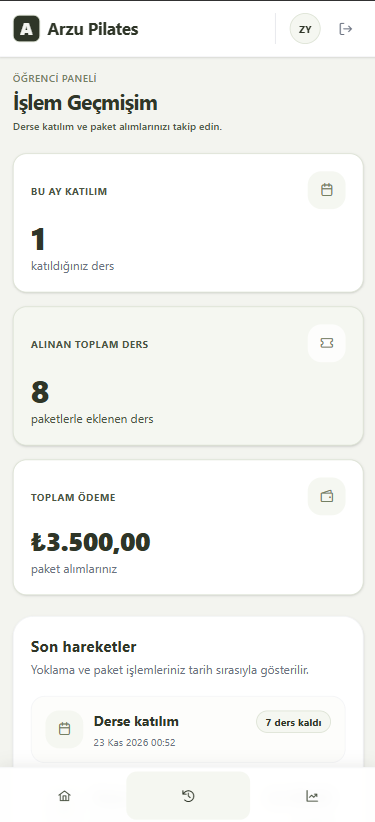 A Arzu Pilates ZY
ÖĞRENCİ PANELİ
İşlem Geçmişim
Derse katılım ve paket alımlarınızı takip edin.
BU AY KATILIM
1
katıldığınız ders
ALINAN TOPLAM DERS
8
paketlerle eklenen ders
TOPLAM ÖDEME
₺3.500,00
paket alımlarınız
Son hareketler
Yoklama ve paket işlemleriniz tarih sırasıyla gösterilir.
Derse katılım 7 ders kaldı
23 Kas 2026 00:52